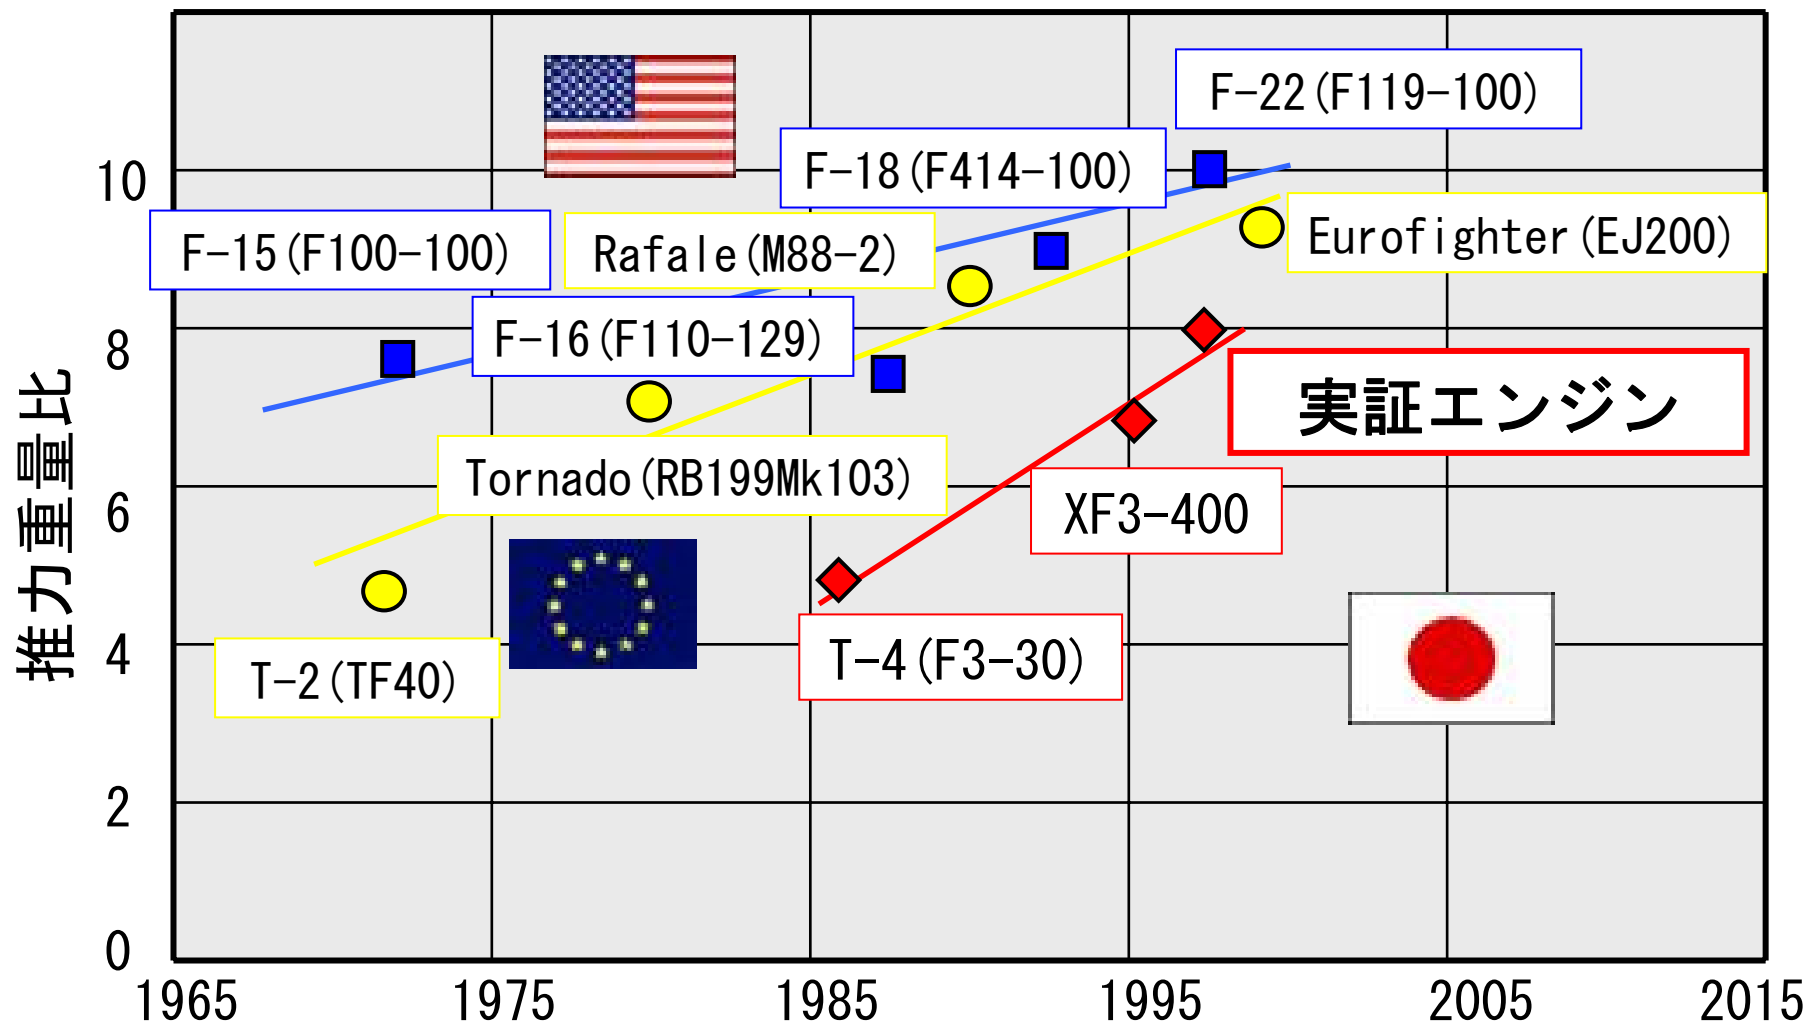 F-22(F119-100)
F-18(F414-100)
10
F-15(F100-100)
Rafale(M88-2)
Eurofighter(EJ200)
F-16(F110-129)
8
実証エンジン
推力重量比
Tornado(RB199Mk103)
6
XF3-400
4
T-2(TF40)
T-4(F3-30)
2
0
1965 1975 1985 1995 2005 2015